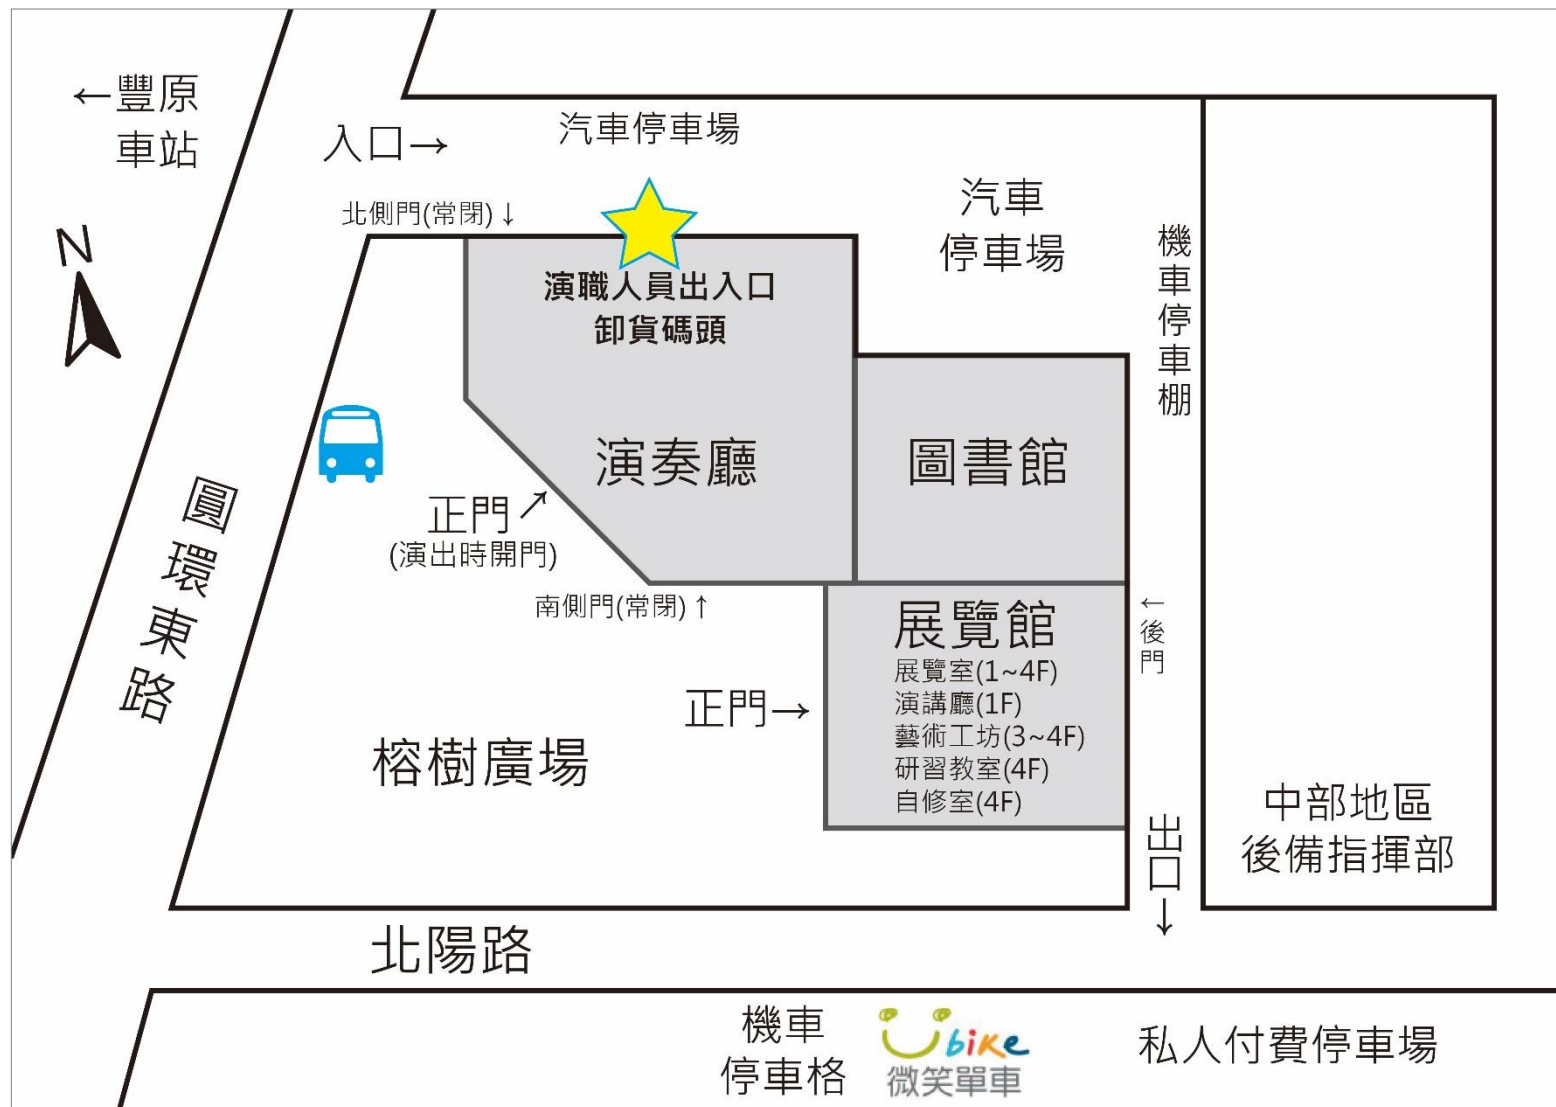 ←豐原
車站
N
入口→
汽車停車場
北側門(常閉)↓
汽車
停車場
機車停車棚
演職人員出入口
卸貨碼頭
演奏廳
圖書館
正門↗
(演出時開門)
南側門(常閉)↑
圓環東路
展覽館
展覽室(1~4F)
演講廳(1F)
藝術工坊(3~4F)
研習教室(4F)
自修室(4F)
←後門
正門→
榕樹廣場
出口→
中部地區
後備指揮部
北陽路
機車
停車格
Ubike
微笑單車
私人付費停車場